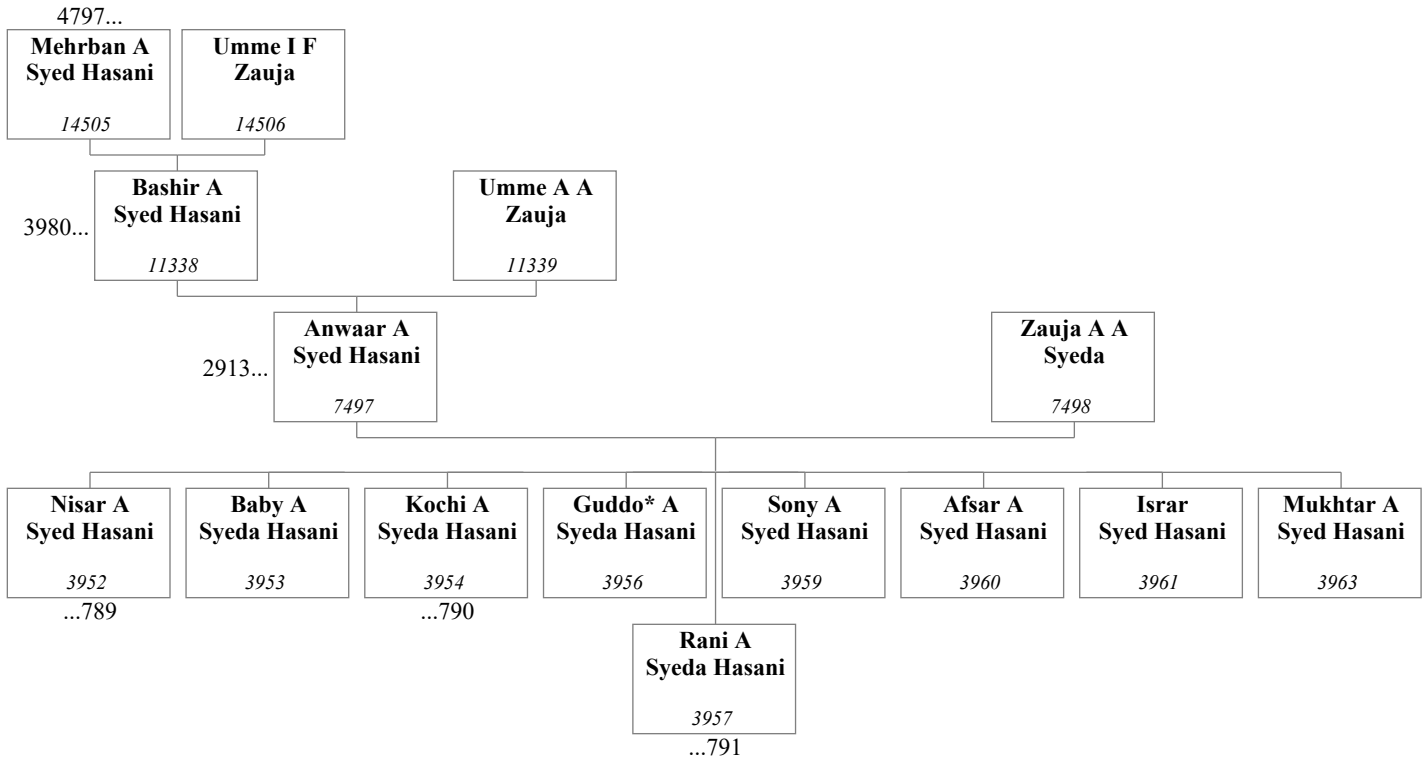 4797...
Mehrban A
Syed Hasani
14505
Umme I F
Zauja
14506
Bashir A
Syed Hasani
11338
3980...
Umme A A
Zauja
11339
Anwaar A
Syed Hasani
7497
2913...
Zauja A A
Syeda
7498
Nisar A
Syed Hasani
3952
...789
Baby A
Syeda Hasani
3953
Kochi A
Syeda Hasani
3954
...790
Guddo* A
Syeda Hasani
3956
Sony A
Syed Hasani
3959
Afsar A
Syed Hasani
3960
Israr
Syed Hasani
3961
Mukhtar A
Syed Hasani
3963
Rani A
Syeda Hasani
3957
...791